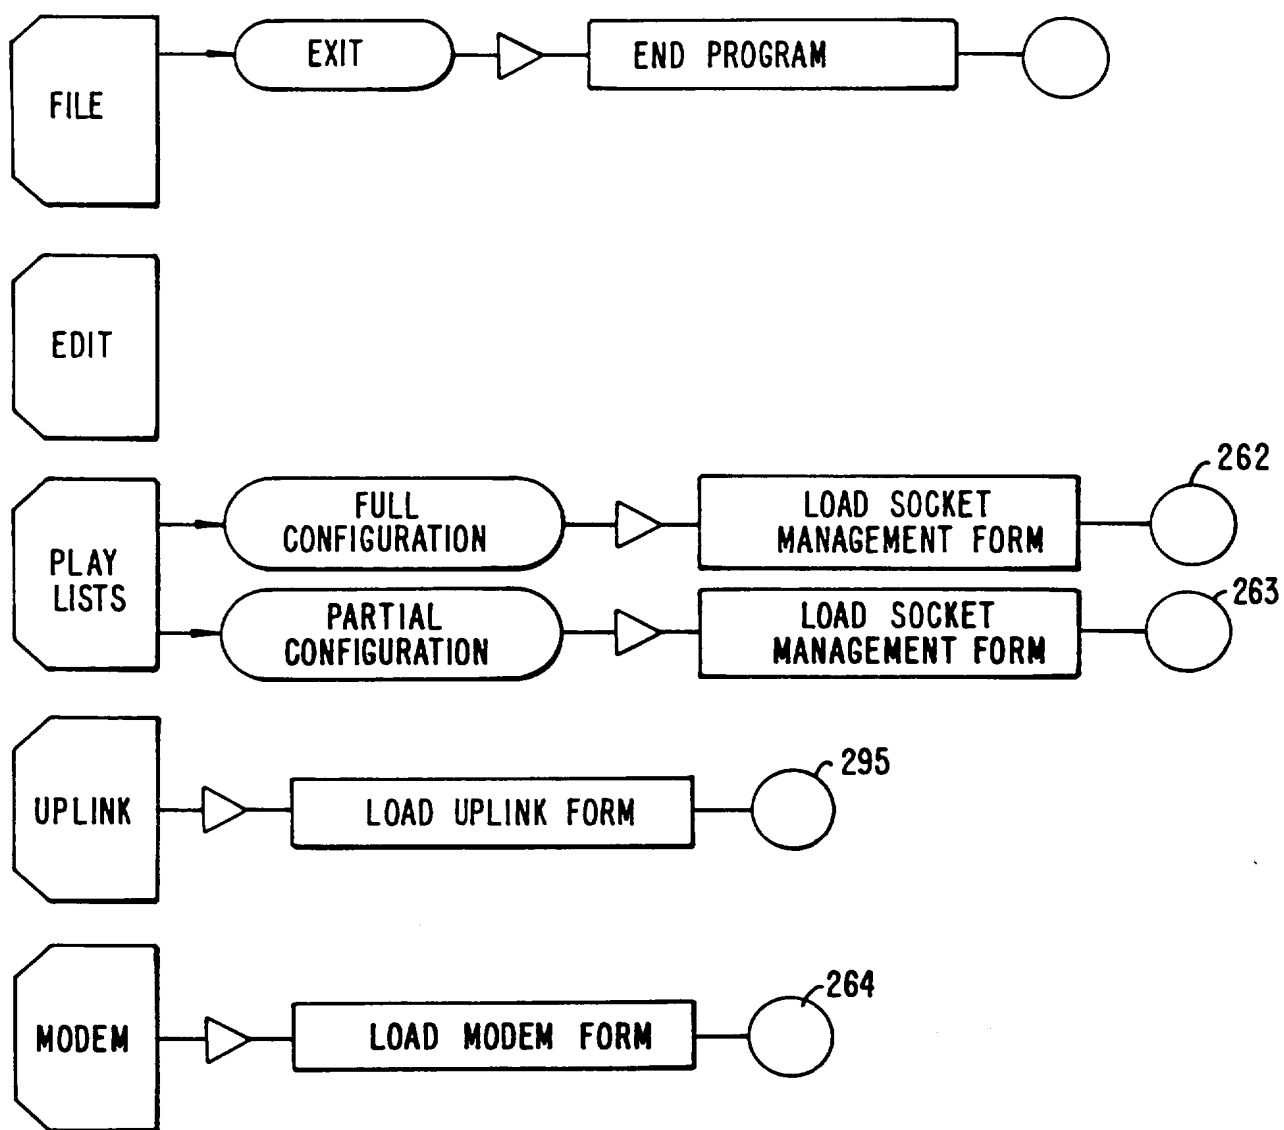 FILE
EXIT
END PROGRAM
EDIT
PLAY
LISTS
FULL
CONFIGURATION
LOAD SOCKET
MANAGEMENT FORM
262
PARTIAL
CONFIGURATION
LOAD SOCKET
MANAGEMENT FORM
263
UPLINK
LOAD UPLINK FORM
295
MODEM
LOAD MODEM FORM
264